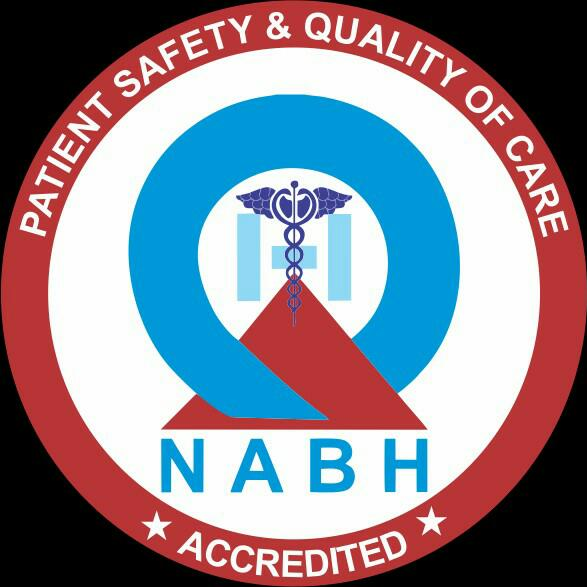 PATIENT SAFETY & QUALITY OF CARE
H
NABH
ACCREDITED